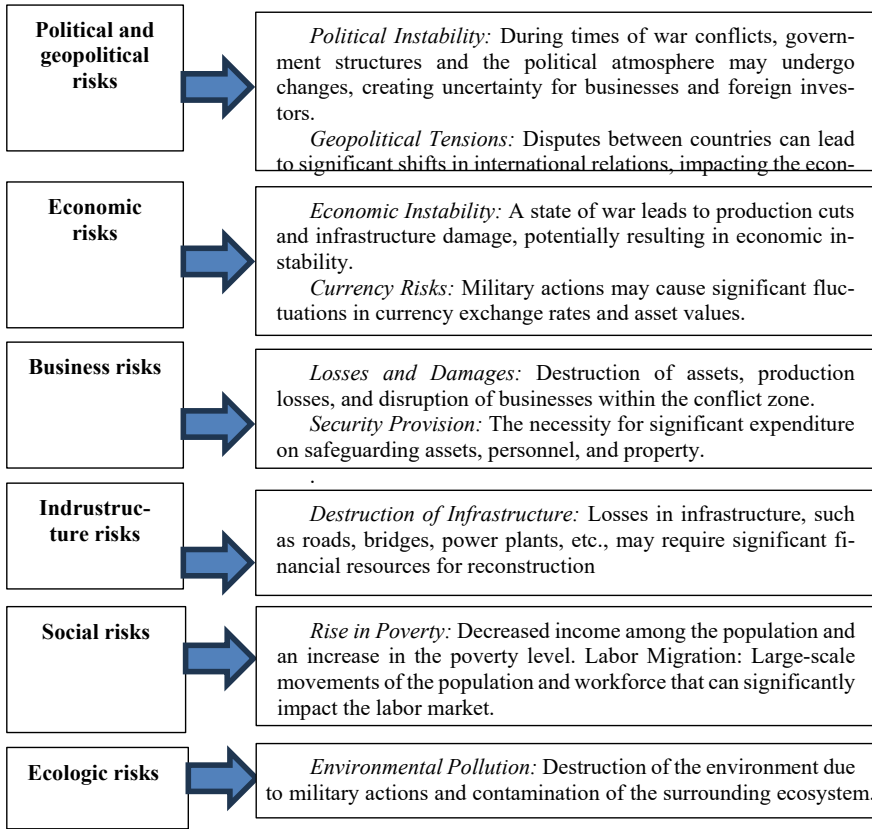 Political and
geopolitical
risks
Political Instability: During times of war conflicts, govern-
ment structures and the political atmosphere may undergo
changes, creating uncertainty for businesses and foreign inves-
tors.
Geopolitical Tensions: Disputes between countries can lead
to significant shifts in international relations, impacting the econ-
Economic
risks
Economic Instability: A state of war leads to production cuts
and infrastructure damage, potentially resulting in economic in-
stability.
Currency Risks: Military actions may cause significant fluc-
tuations in currency exchange rates and asset values.
Business risks
Losses and Damages: Destruction of assets, production
losses, and disruption of businesses within the conflict zone.
Security Provision: The necessity for significant expenditure
on safeguarding assets, personnel, and property.
.
Indrustruc-
ture risks
Destruction of Infrastructure: Losses in infrastructure, such
as roads, bridges, power plants, etc., may require significant fi-
nancial resources for reconstruction
Social risks
Rise in Poverty: Decreased income among the population and
an increase in the poverty level. Labor Migration: Large-scale
movements of the population and workforce that can significantly
impact the labor market.
Ecologic risks
Environmental Pollution: Destruction of the environment due
to military actions and contamination of the surrounding ecosystem.